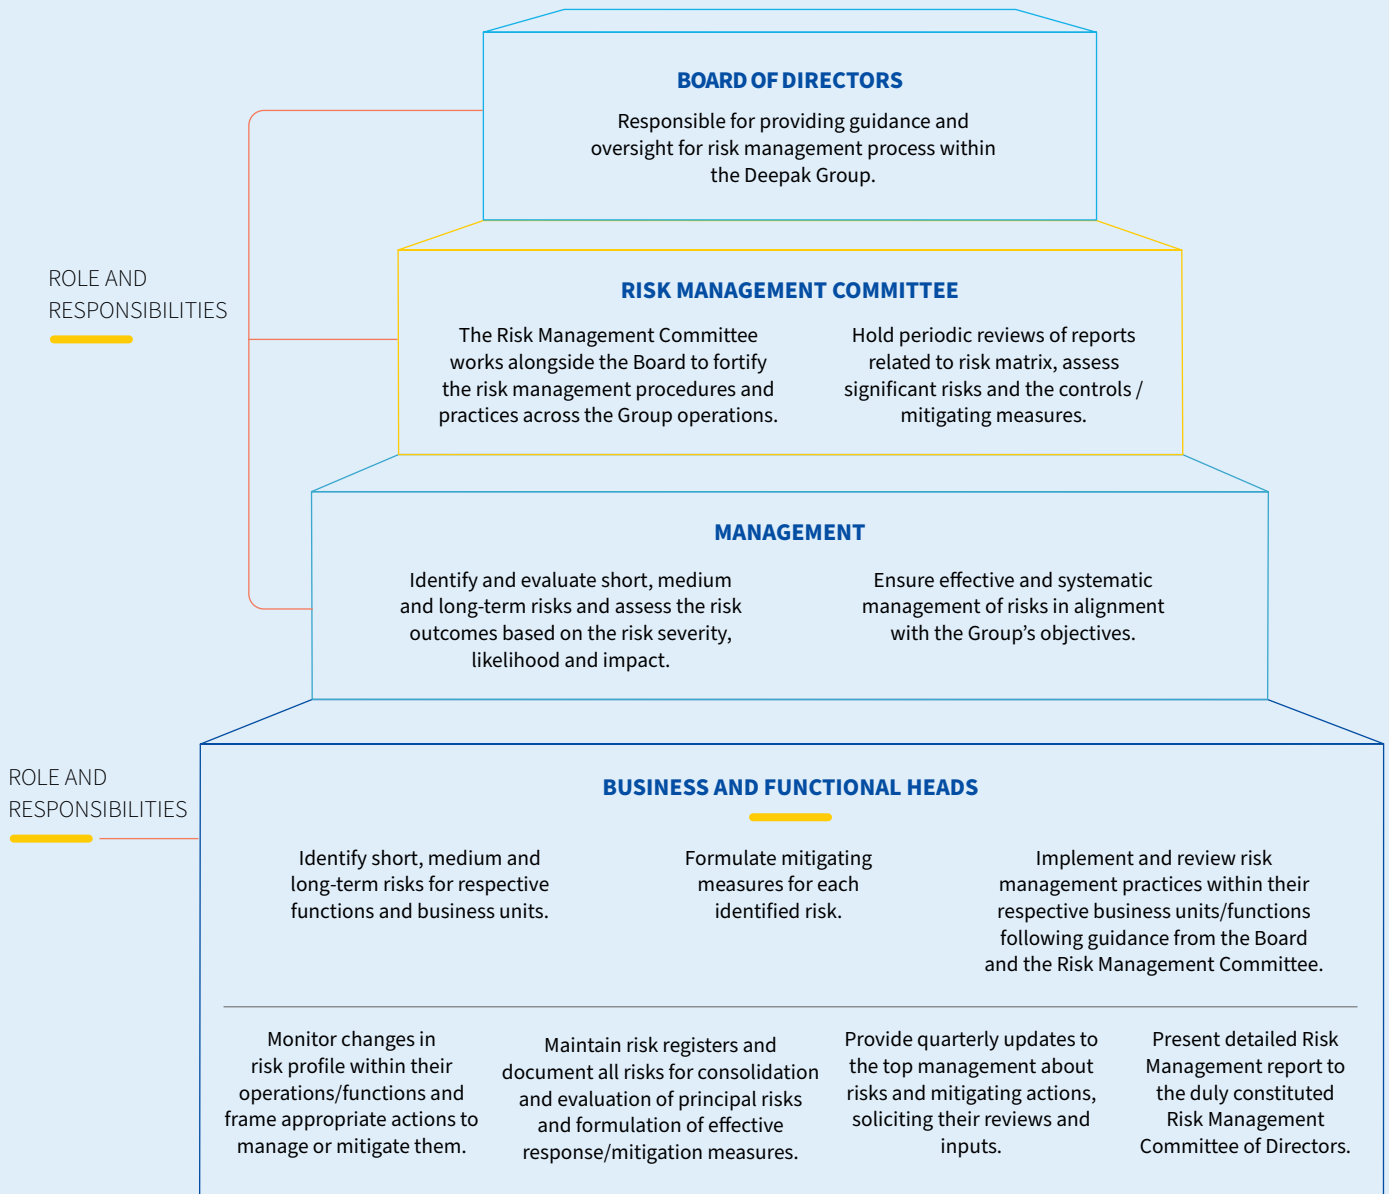 BOARD OF DIRECTORS
Responsible for providing guidance and
oversight for risk management process within
the Deepak Group.
ROLE AND
RESPONSIBILITIES
RISK MANAGEMENT COMMITTEE
The Risk Management Committee
works alongside the Board to fortify
the risk management procedures and
practices across the Group operations.
Hold periodic reviews of reports
related to risk matrix, assess
significant risks and the controls /
mitigating measures.
MANAGEMENT
Identify and evaluate short, medium
and long-term risks and assess the risk
outcomes based on the risk severity,
likelihood and impact.
Ensure effective and systematic
management of risks in alignment
with the Group's objectives.
ROLE AND
RESPONSIBILITIES
BUSINESS AND FUNCTIONAL HEADS
Identify short, medium and
long-term risks for respective
functions and business units.
Formulate mitigating
measures for each
identified risk.
Implement and review risk
management practices within their
respective business units/functions
following guidance from the Board
and the Risk Management Committee.
Monitor changes in
risk profile within their
operations/functions and
frame appropriate actions to
manage or mitigate them.
Maintain risk registers and
document all risks for consolidation
and evaluation of principal risks
and formulation of effective
response/mitigation measures.
Provide quarterly updates to
the top management about
risks and mitigating actions,
soliciting their reviews and
inputs.
Present detailed Risk
Management report to
the duly constituted
Risk Management
Committee of Directors.